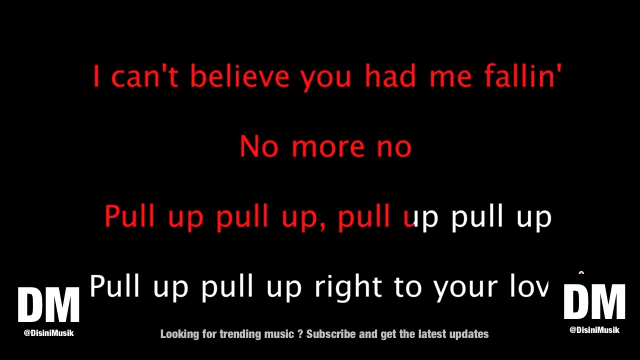 I can't believe you had me fallin'
No more no
Pull up pull up, pull up pull up
Pull up pull up right to your lov
DM
@DisiniMusik
DM
@DisiniMusik
Looking for trending music ? Subscribe and get the latest updates